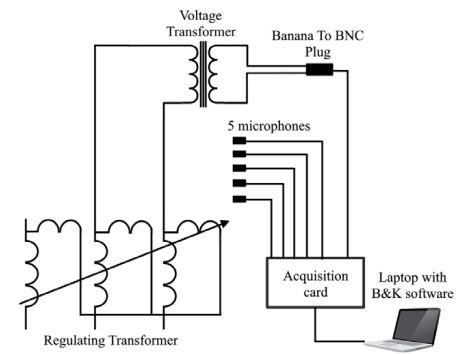 Voltage
Transformer
Banana To BNC
Plug
5 microphones
Acquisition
card
Laptop with
B&K software
Regulating Transformer